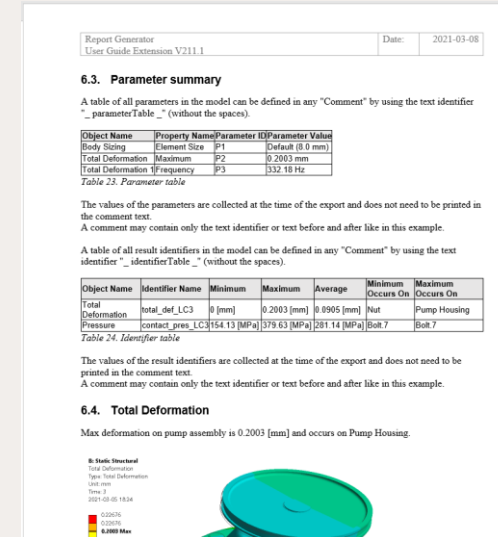 Report Generator Date: 2021-03-08
User Guide Extension V211.1
6.3. Parameter summary
A table of all parameters in the model can be defined in any "Comment" by using the text identifier
"_ parameterTable _" (without the spaces).
Object Name Property Name Parameter ID Parameter Value
Body Sizing Element Size P1 Default (8.0 mm)
Total Deformation Maximum P2 0.2003 mm
Total Deformation 1 Frequency P3 332.18 Hz
Table 23. Parameter table
The values of the parameters are collected at the time of the export and does not need to be printed in
the comment text.
A comment may contain only the text identifier or text before and after like in this example.
A table of all result identifiers in the model can be defined in any "Comment" by using the text
identifier "_ identifierTable _" (without the spaces).
Object Name Identifier Name Minimum Maximum Average Minimum Occurs On Maximum Occurs On
Total Deformation total_def_LC3 0 [mm] 0.2003 [mm] 0.0905 [mm] Nut Pump Housing
Pressure contact_pres_LC3 154.13 [MPa] 379.63 [MPa] 281.14 [MPa] Bolt.7 Bolt.7
Table 24. Identifier table
The values of the result identifiers are collected at the time of the export and does not need to be
printed in the comment text.
A comment may contain only the text identifier or text before and after like in this example.
6.4. Total Deformation
Max deformation on pump assembly is 0.2003 [mm] and occurs on Pump Housing.
B: Static Structural
Total Deformation
Type: Total Deformation
Unit: mm
Time: 3
2021-03-05 18:34
0.20676
0.2003 Max